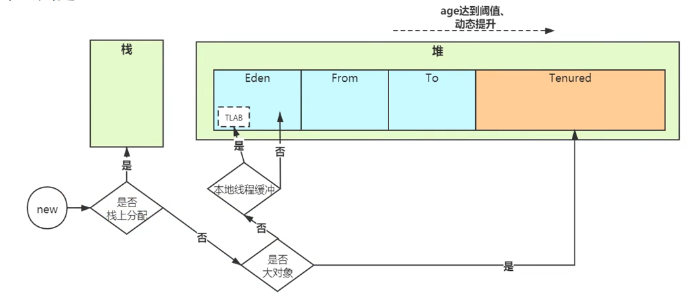 age达到阈值、
动态提升
栈
堆
Eden
From
To
Tenured
TLAB
是
否
是
本地线程缓冲
new
是否
栈上分配
否
否
是否
大对象
是